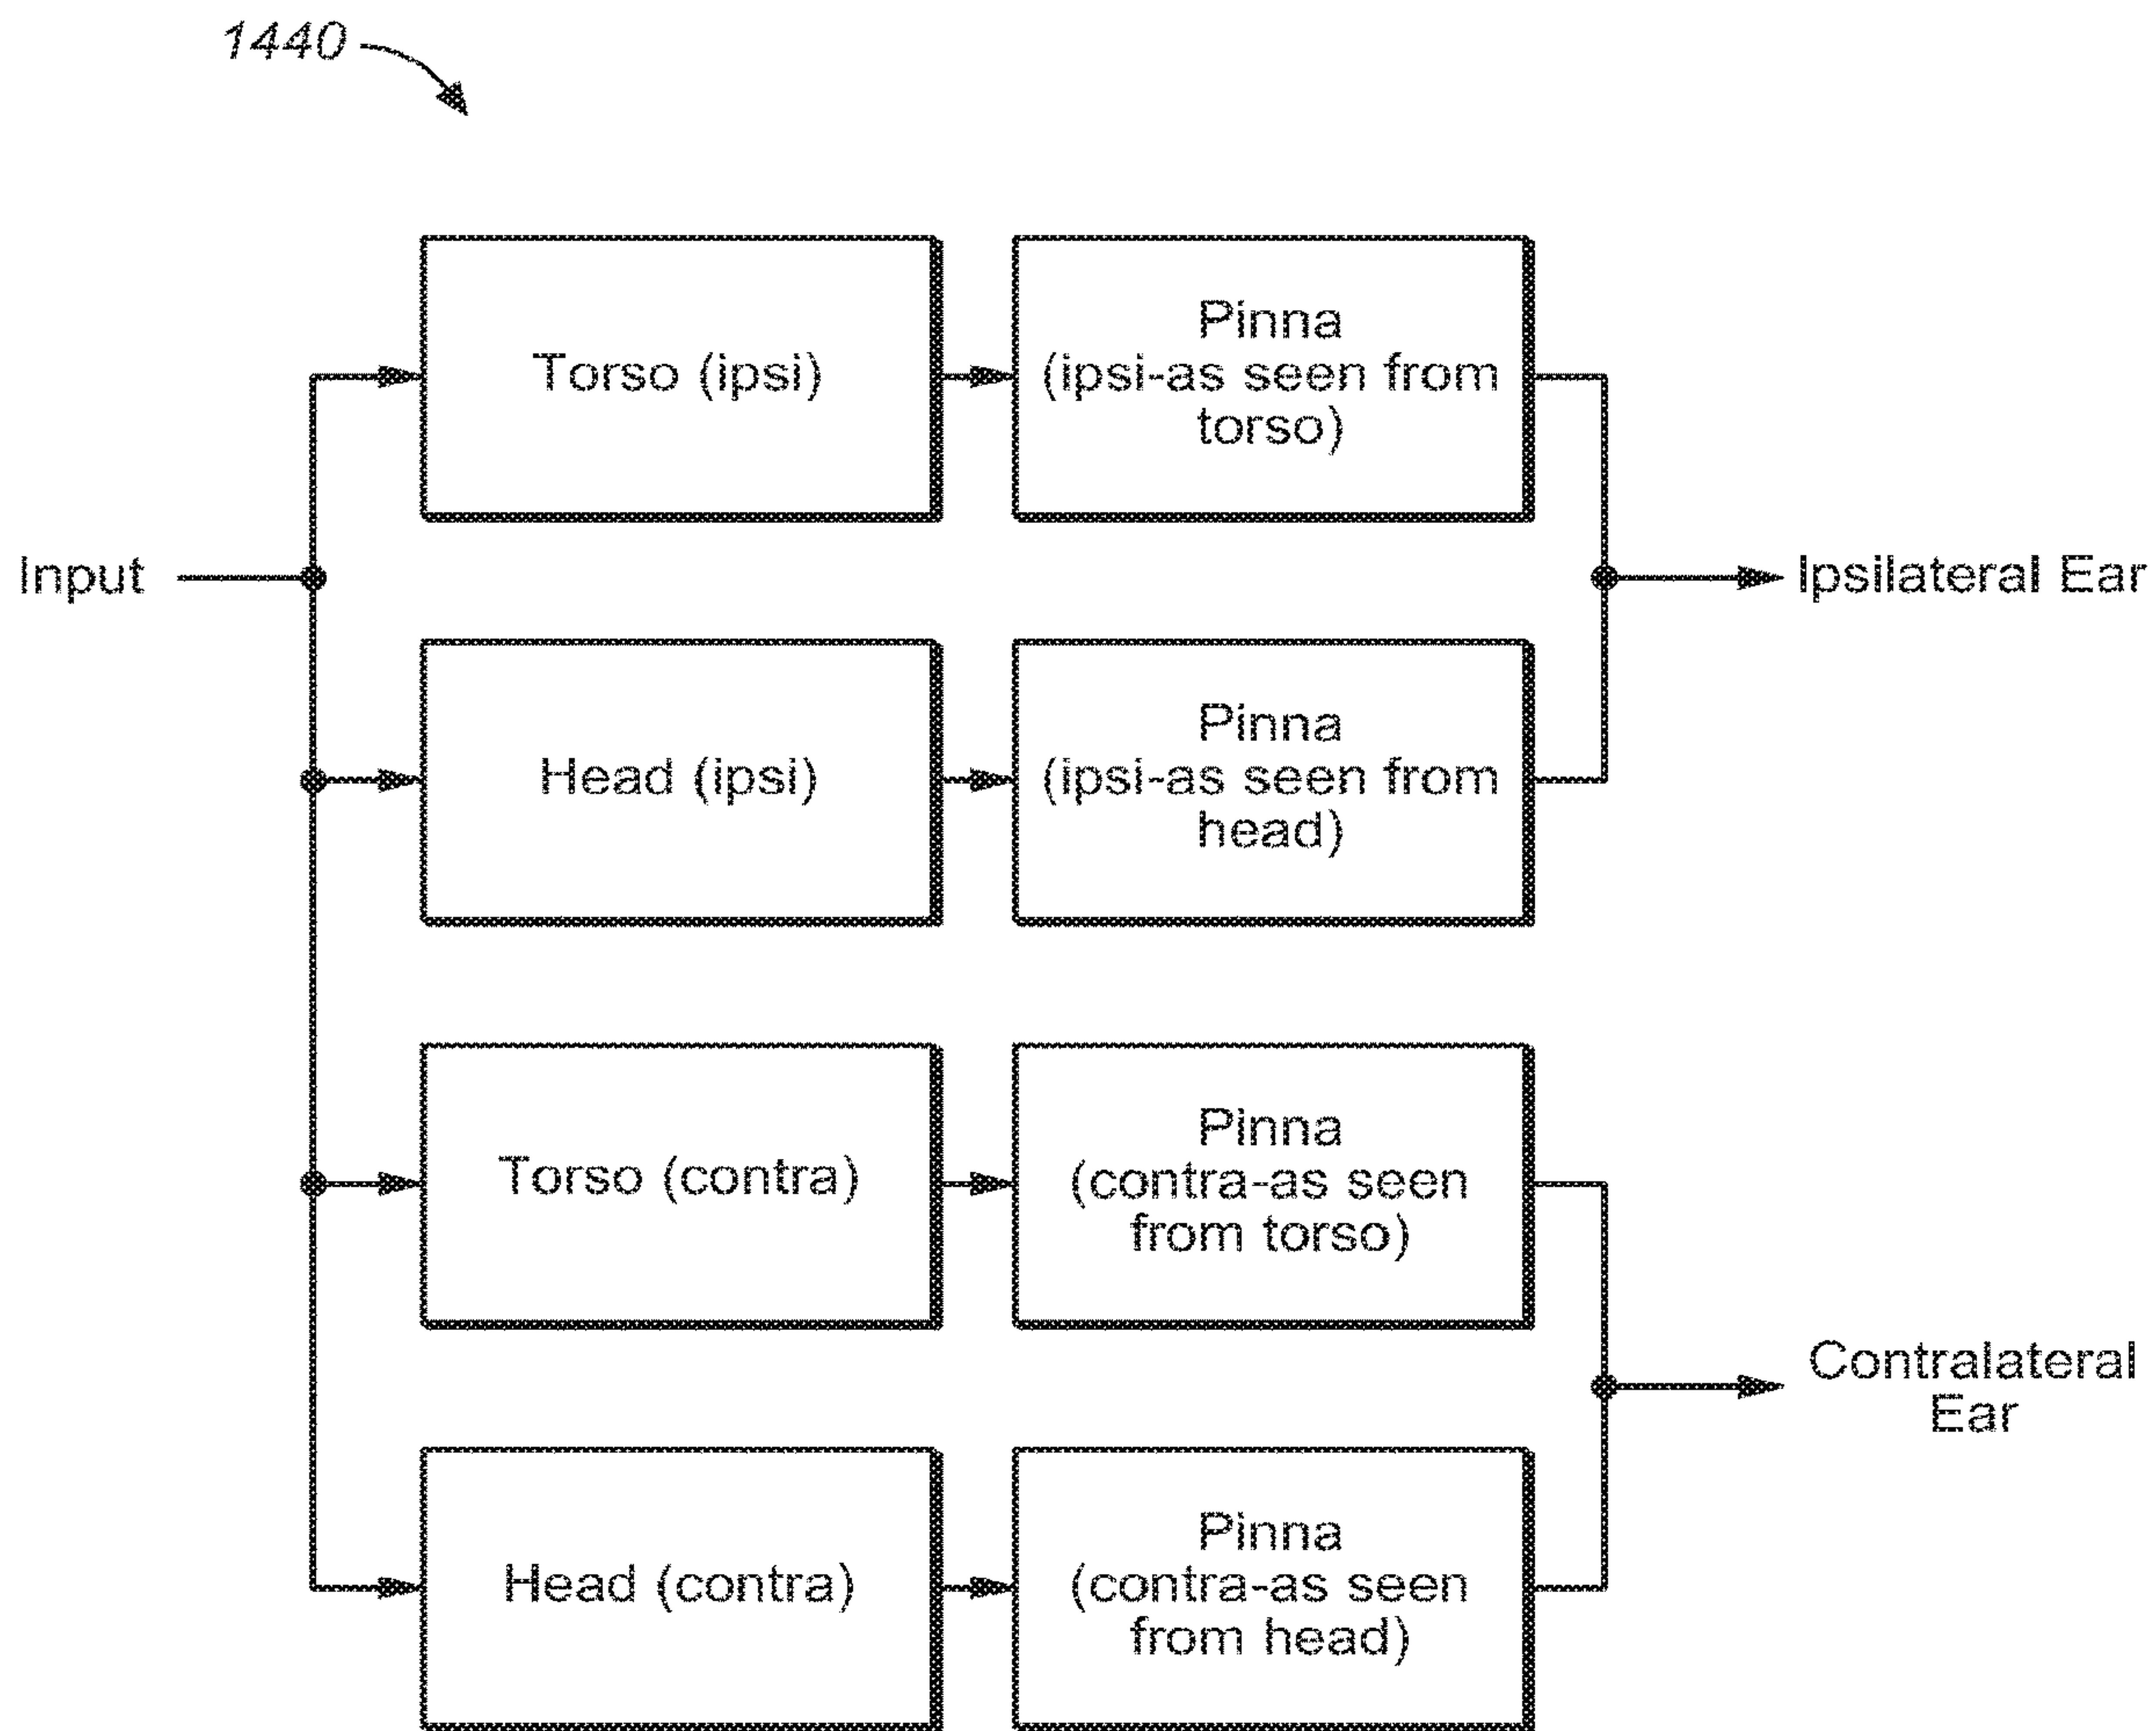 1440
Torso (ipsi)
Pinna
(ipsi-as seen from
torso)
Input
Ipsilateral Ear
Head (ipsi)
Pinna
(ipsi-as seen from
head)
Torso (contra)
Pinna
(contra-as seen
from torso)
Contralateral
Ear
Head (contra)
Pinna
(contra-as seen
from head)